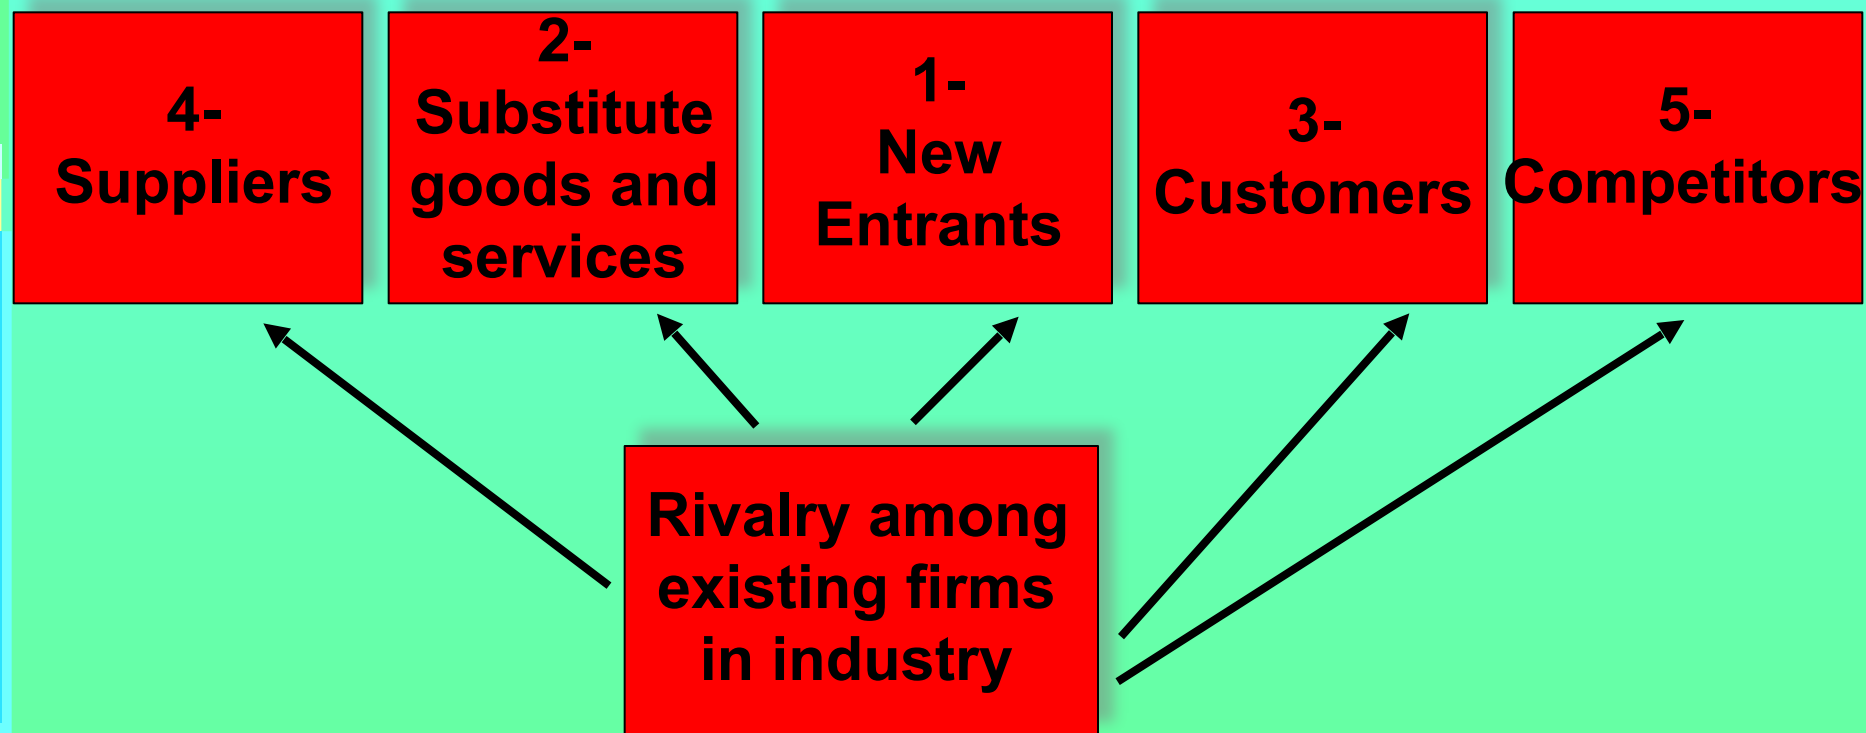 4-
Suppliers
2-
Substitute
goods and
services
1-
New
Entrants
3-
Customers
5-
Competitors
Rivalry among
existing firms
in industry